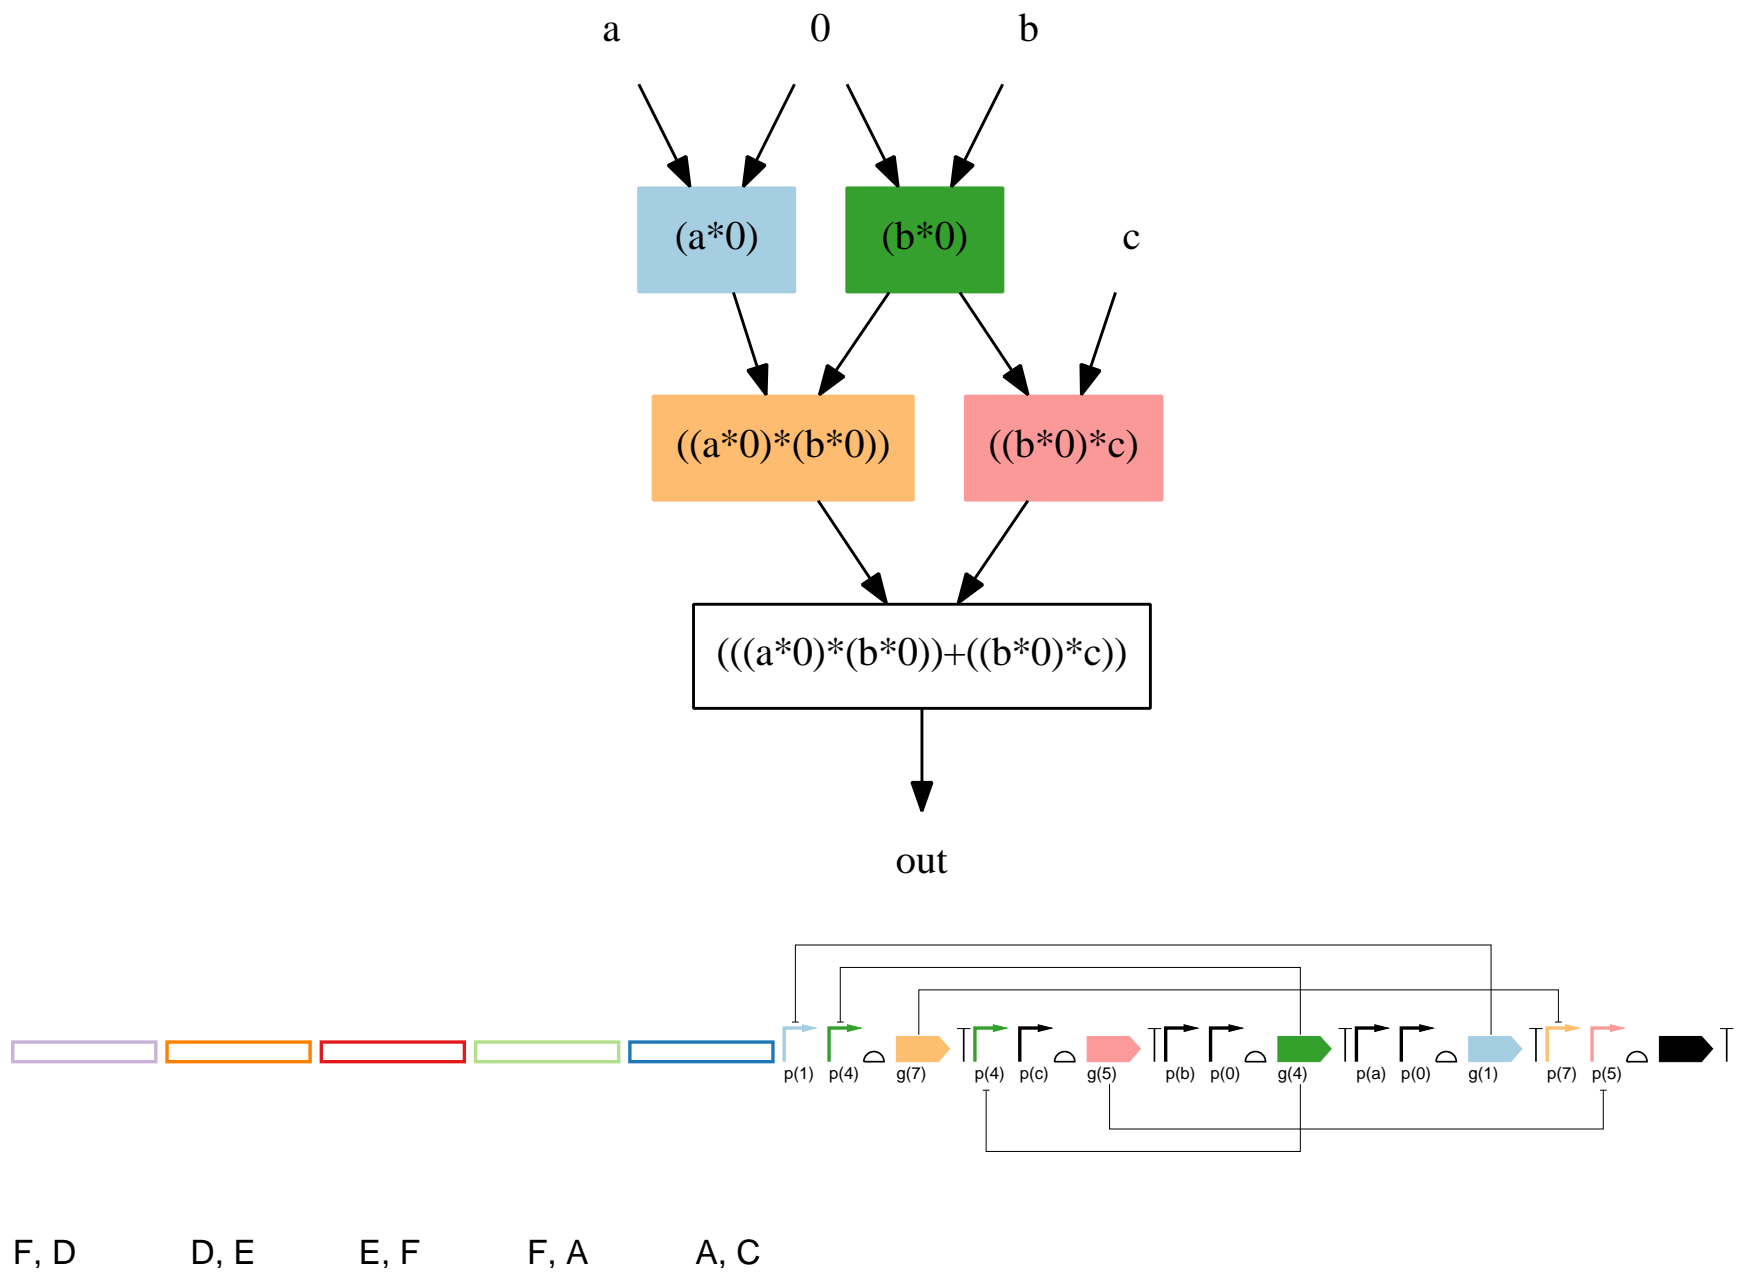 a 0 b
(a*0) (b*0) c
((a*0)*(b*0)) ((b*0)*c)
(((a*0)*(b*0))+((b*0)*c))
out
p(1) p(4) g(7) p(4) p(c) g(5) p(b) p(0) g(4) p(a) p(0) g(1) p(7) p(5)
F, D D, E E, F F, A A, C